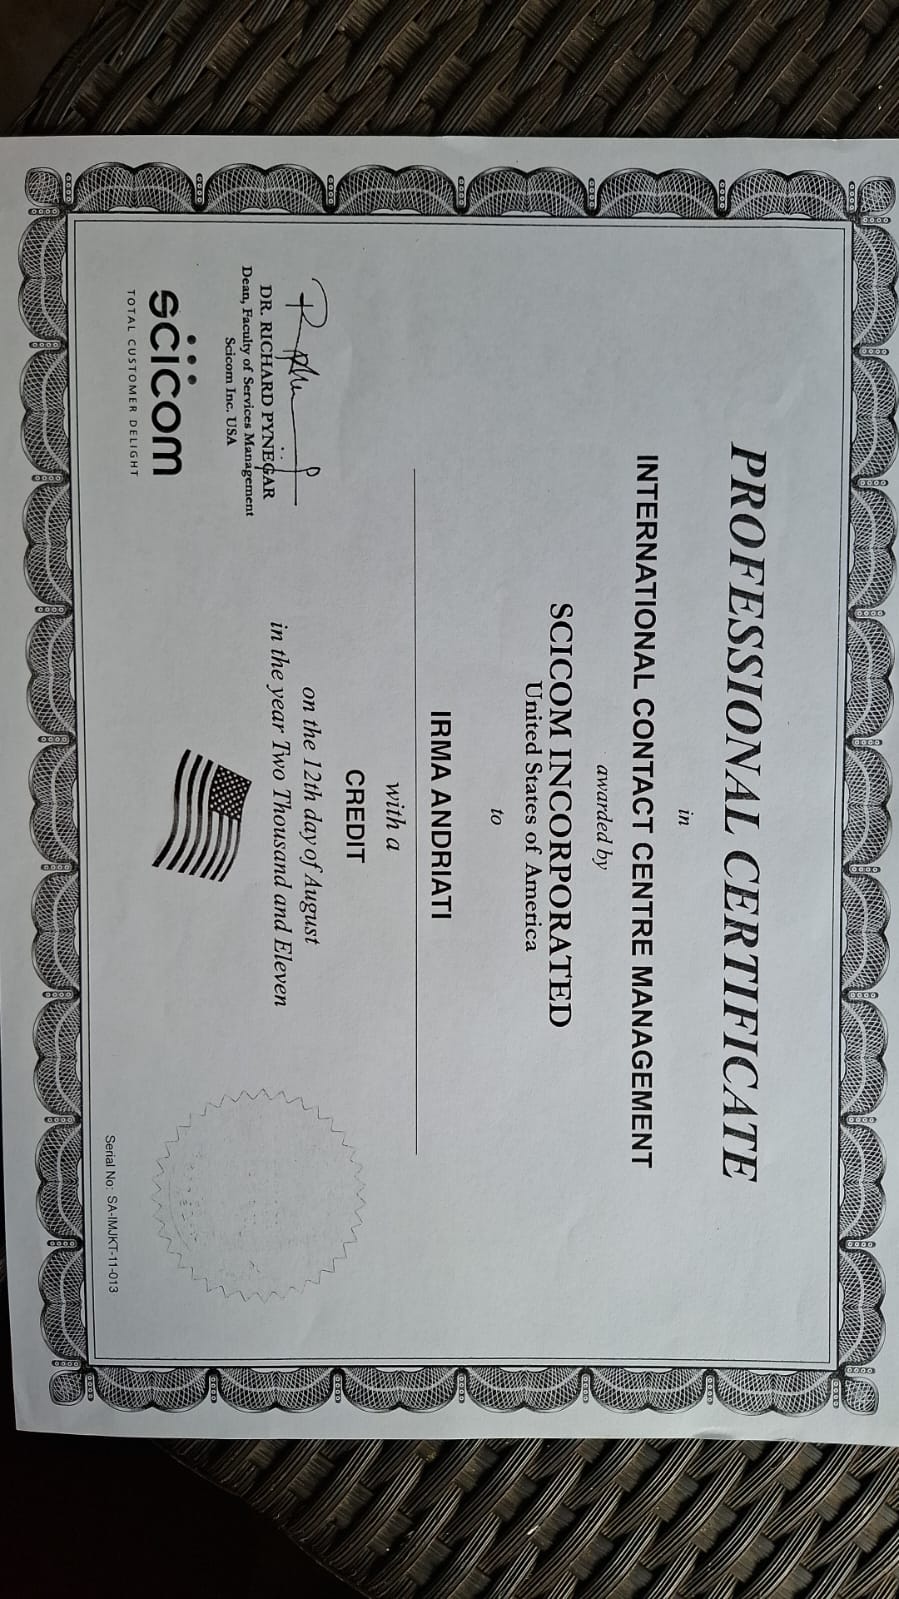 PROFESSIONAL CERTIFICATE
in
INTERNATIONAL CONTACT CENTRE MANAGEMENT
awarded by
SCICOM INCORPORATED
United States of America
to
IRMA ANDRIATI
with a
CREDIT
on the 12th day of August
in the year Two Thousand and Eleven
DR. RICHARD PYNEGAR
Dean, Faculty of Services Management
Scicom Inc. USA
scicom
TOTAL CUSTOMER DELIGHT
Serial No: SA-IMJKT-11-013